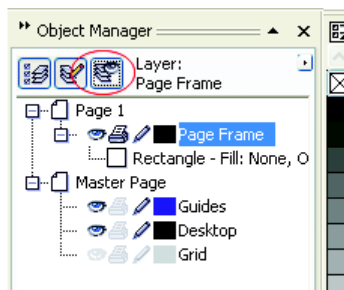 Object Manager
Layer:
Page Frame
Page 1
Page Frame
Rectangle - Fill: None, O
Master Page
Guides
Desktop
Grid